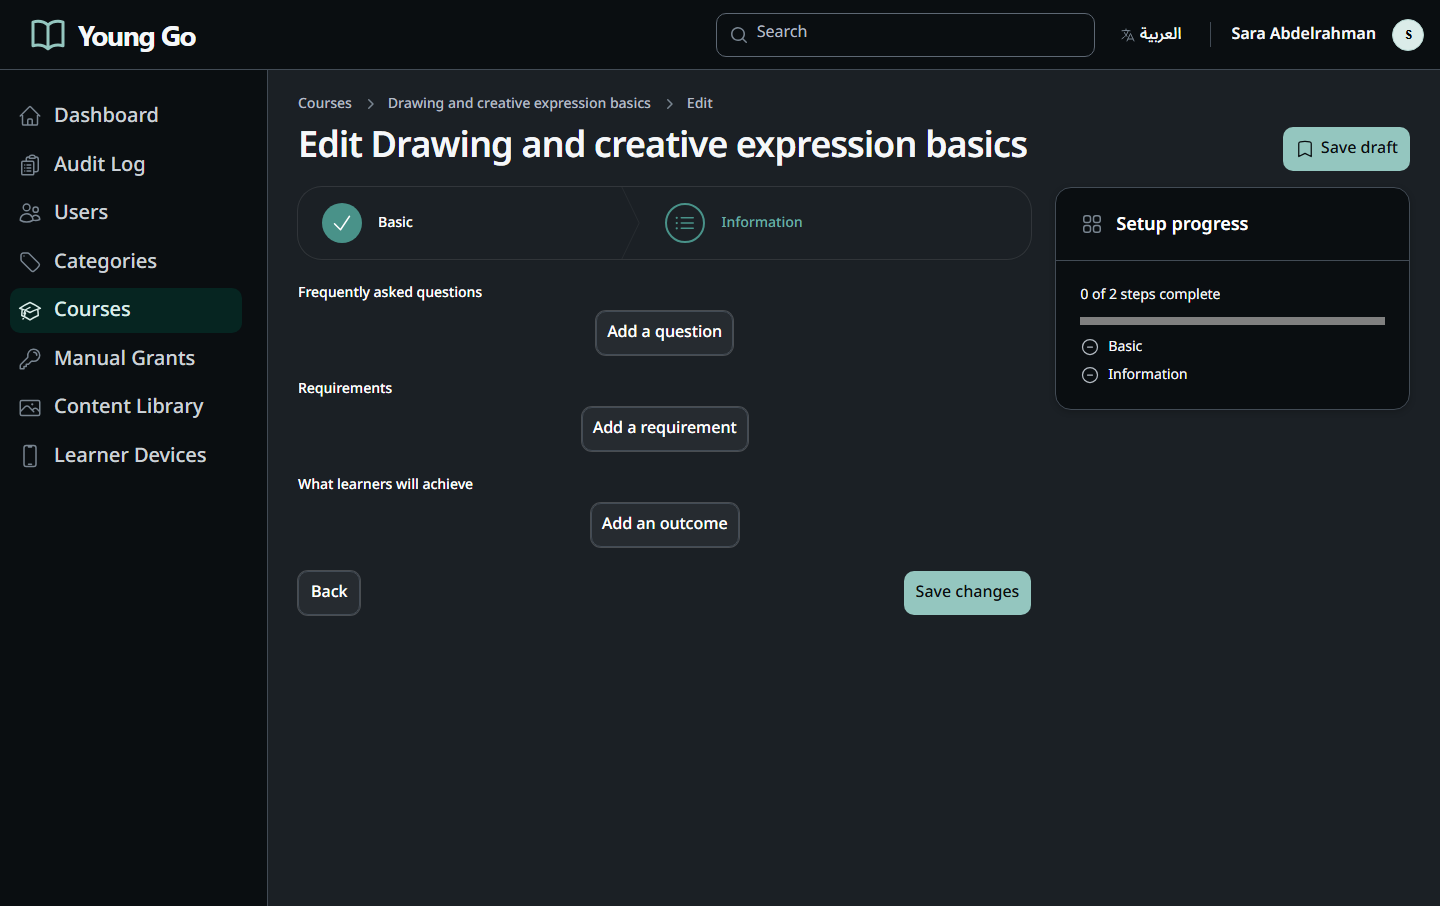 Young Go
Search
العربية
Sara Abdelrahman
S
Dashboard
Audit Log
Users
Categories
Courses
Manual Grants
Content Library
Learner Devices
Courses > Drawing and creative expression basics > Edit
Edit Drawing and creative expression basics
Save draft
Basic
Information
Frequently asked questions
Add a question
Requirements
Add a requirement
What learners will achieve
Add an outcome
Back
Save changes
Setup progress
0 of 2 steps complete
Basic
Information